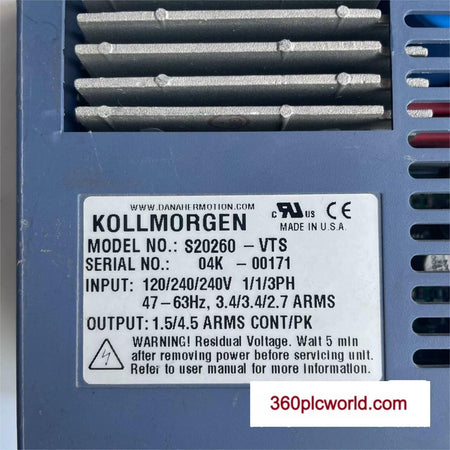 WWW.DANAHERMOTION.COM
KOLLMORGEN
C UL US CE
MADE IN U.S.A.
MODEL NO.: S20260 -VTS
SERIAL NO.: 04K -00171
INPUT: 120/240/240V 1/1/3PH
47-63Hz, 3.4/3.4/2.7 ARMS
OUTPUT: 1.5/4.5 ARMS CONT/PK
WARNING! Residual Voltage. Wait 5 min
after removing power before servicing unit.
Refer to user manual for more Information.
360plcworld.com